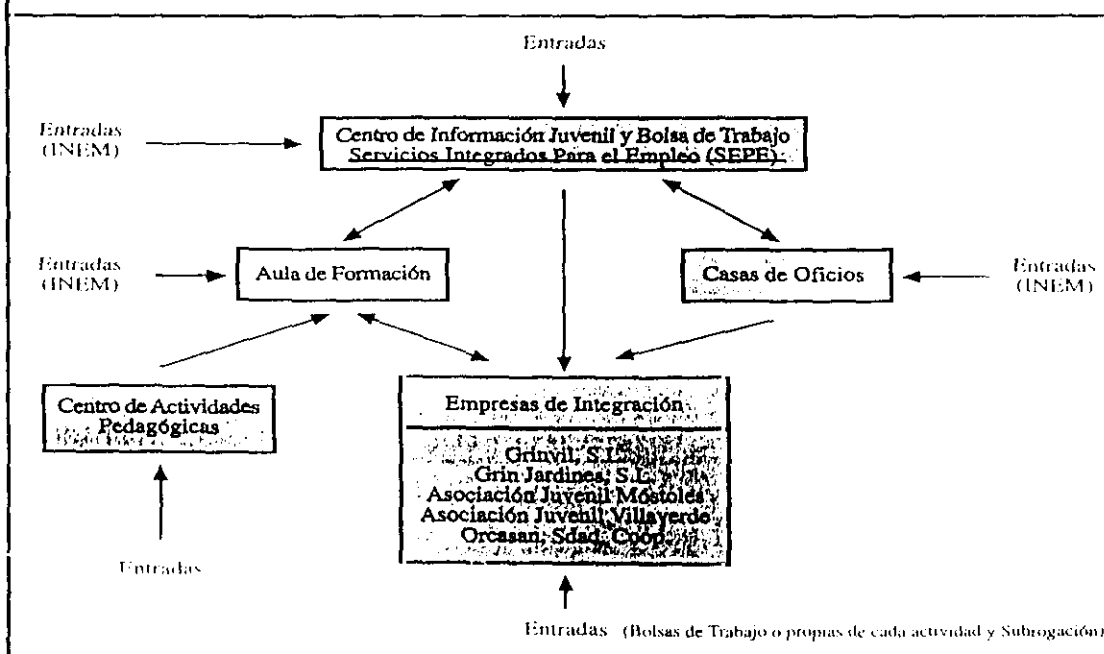 Entradas
Entradas
(INEM)
Centro de Información Juvenil y Bolsa de Trabajo
Servicios Integrados Para el Empleo (SEPE)
Entradas
(INEM)
Aula de Formación
Casas de Oficios
Entradas
(INEM)
Centro de Actividades
Pedagógicas
Empresas de Integración
Grinvil, S.L.
Grin Jardines, S.L.
Asociación Juvenil Móstoles
Asociación Juvenil Villaverde
Orcasan, Sdad. Coop.
Entradas
Entradas (Bolsas de Trabajo o propias de cada actividad y Subrogación)